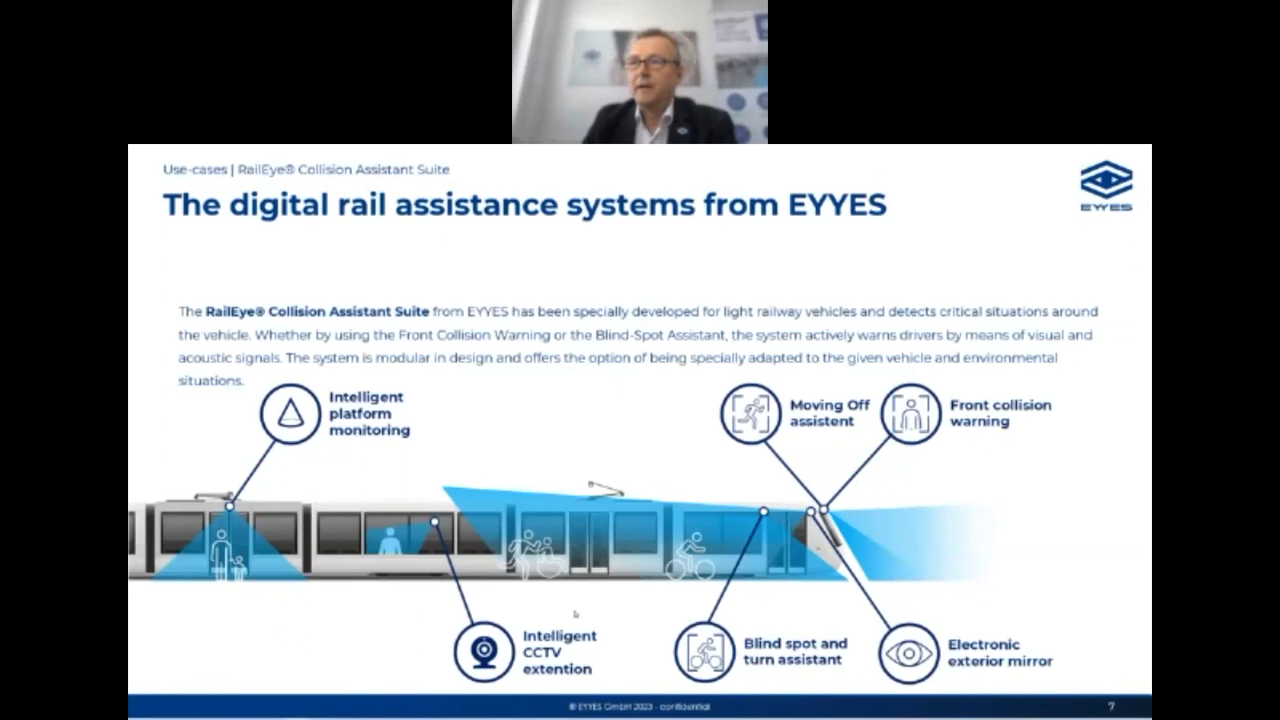 Use-cases | RailEye® Collision Assistant Suite
The digital rail assistance systems from EYYES
EYYES
The RailEye® Collision Assistant Suite from EYYES has been specially developed for light railway vehicles and detects critical situations around
the vehicle. Whether by using the Front Collision Warning or the Blind-Spot Assistant, the system actively warns drivers by means of visual and
acoustic signals. The system is modular in design and offers the option of being specially adapted to the given vehicle and environmental
situations.
Intelligent
platform
monitoring
Moving Off
assistent
Front collision
warning
Intelligent
CCTV
extention
Blind spot and
turn assistant
Electronic
exterior mirror
© EYYES GmbH 2023 - confidential
7